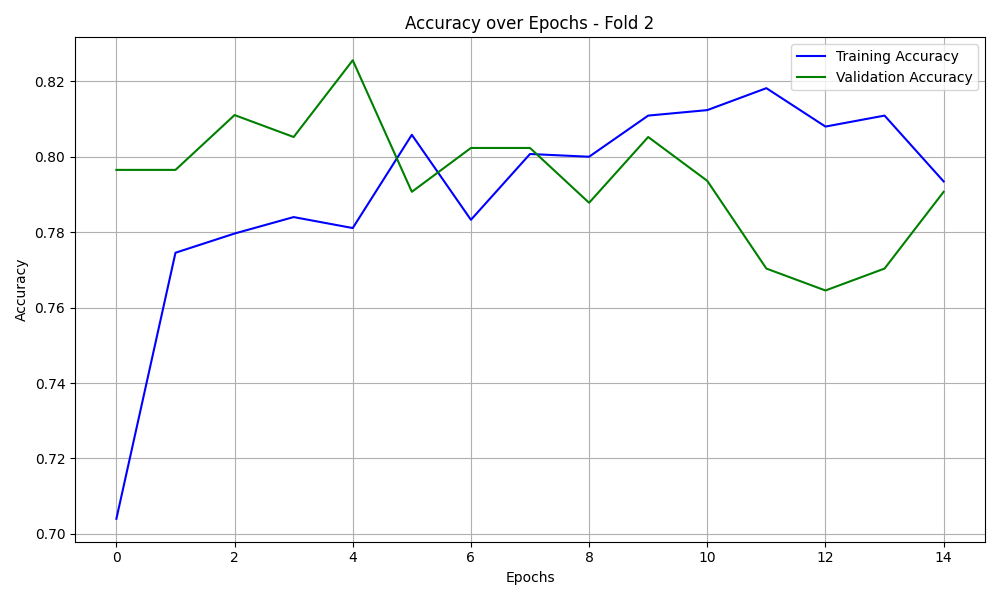 Accuracy over Epochs - Fold 2
Training Accuracy
Validation Accuracy
Accuracy
0.82
0.80
0.78
0.76
0.74
0.72
0.70
0 2 4 6 8 10 12 14
Epochs